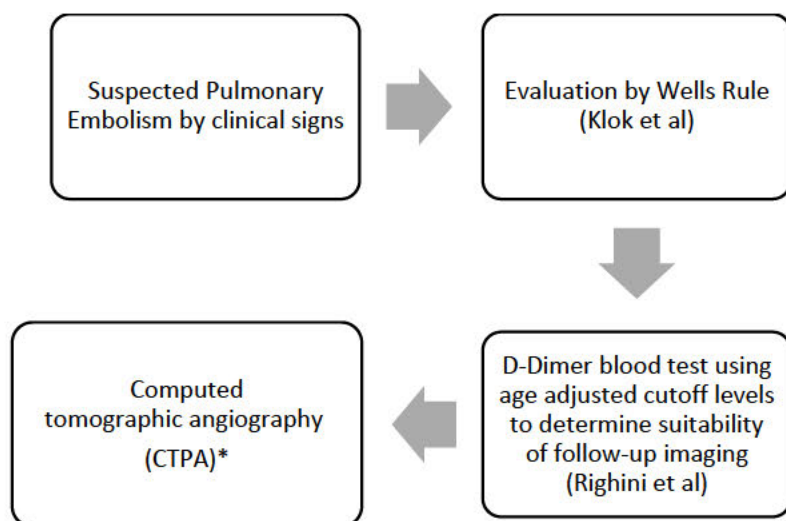 Suspected Pulmonary
Embolism by clinical signs
Evaluation by Wells Rule
(Klok et al)
D-Dimer blood test using
age adjusted cutoff levels
to determine suitability
of follow-up imaging
(Righini et al)
Computed
tomographic angiography
(CTPA)*